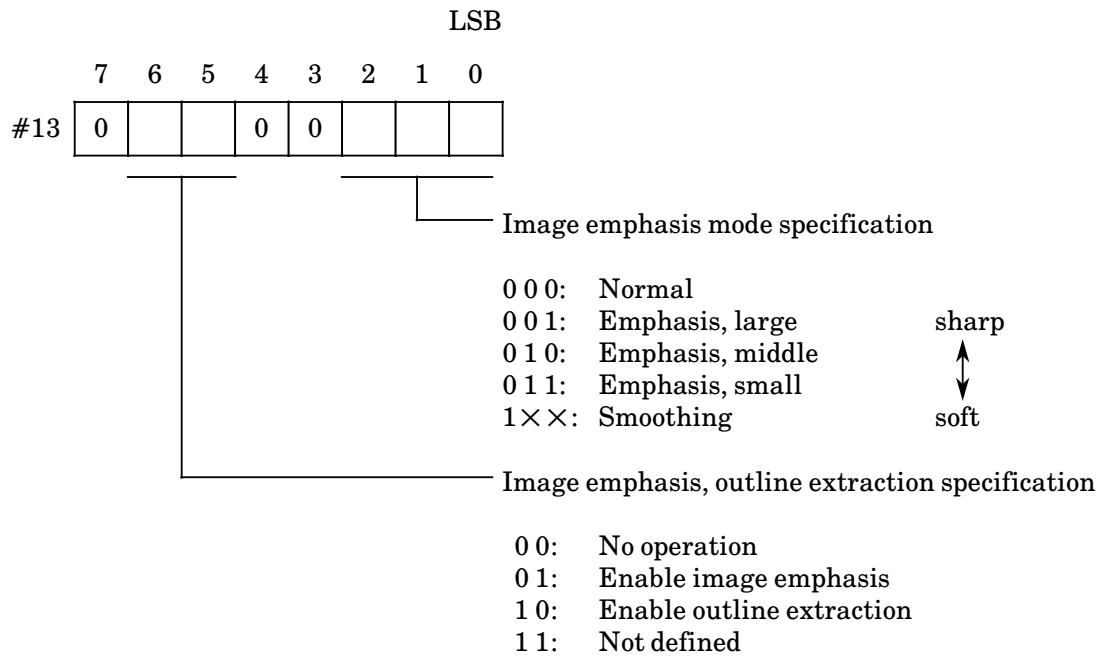 LSB
7 6 5 4 3 2 1 0
#13 0 0 0
Image emphasis mode specification
0 0 0: Normal
0 0 1: Emphasis, large sharp
0 1 0: Emphasis, middle
0 1 1: Emphasis, small
1××: Smoothing soft
Image emphasis, outline extraction specification
0 0: No operation
0 1: Enable image emphasis
1 0: Enable outline extraction
1 1: Not defined